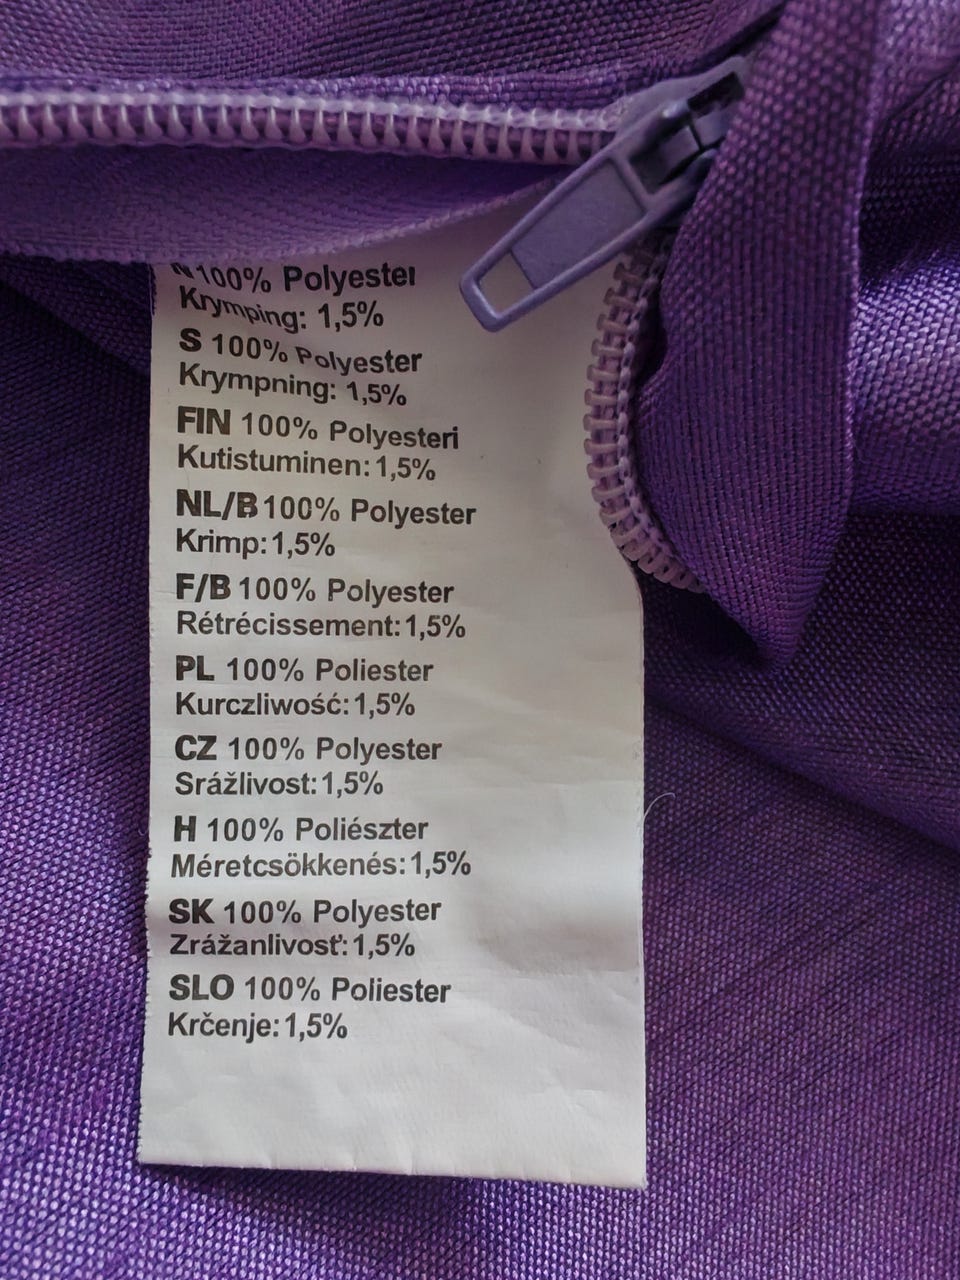 N 100% Polyester
Krymping: 1,5%
S 100% Polyester
Krympning: 1,5%
FIN 100% Polyesteri
Kutistuminen: 1,5%
NL/B 100% Polyester
Krimp: 1,5%
F/B 100% Polyester
Rétrécissement: 1,5%
PL 100% Poliester
Kurczliwość: 1,5%
CZ 100% Polyester
Srážlivost: 1,5%
H 100% Poliészter
Méretcsökkenés: 1,5%
SK 100% Polyester
Zrážanlivosť: 1,5%
SLO 100% Poliester
Krčenje: 1,5%